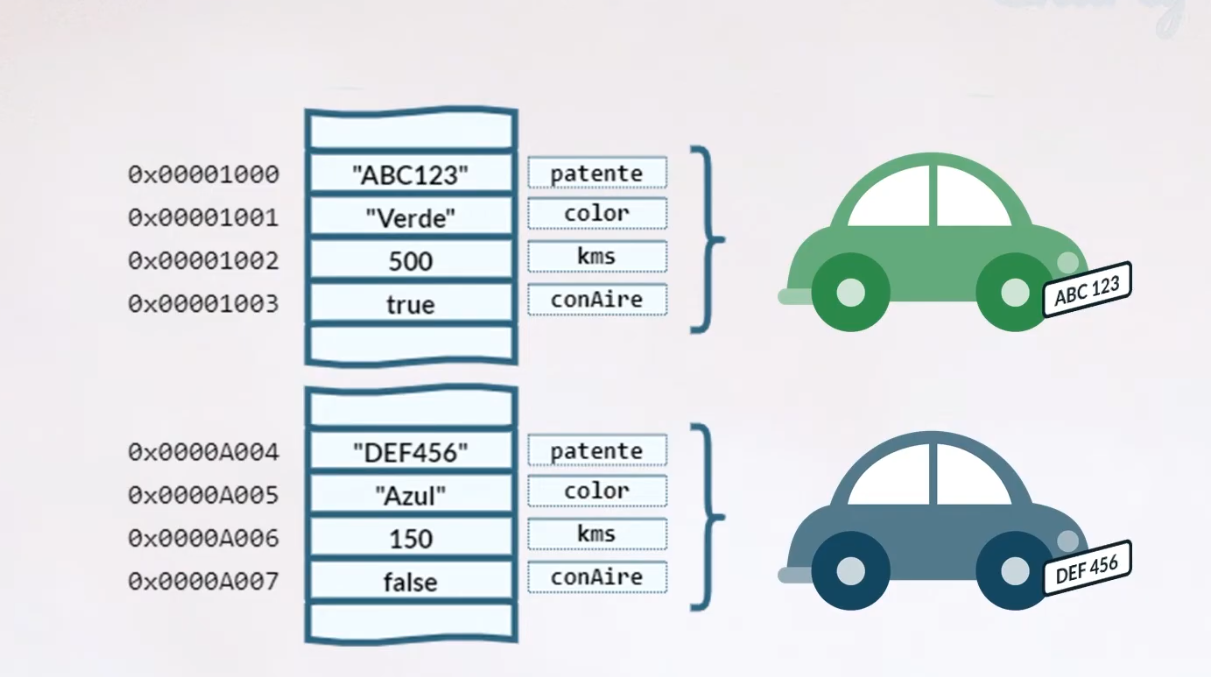 0x00001000 "ABC123" patente
0x00001001 "Verde" color
0x00001002 500 kms
0x00001003 true conAire
ABC 123
0x0000A004 "DEF456" patente
0x0000A005 "Azul" color
0x0000A006 150 kms
0x0000A007 false conAire
DEF 456